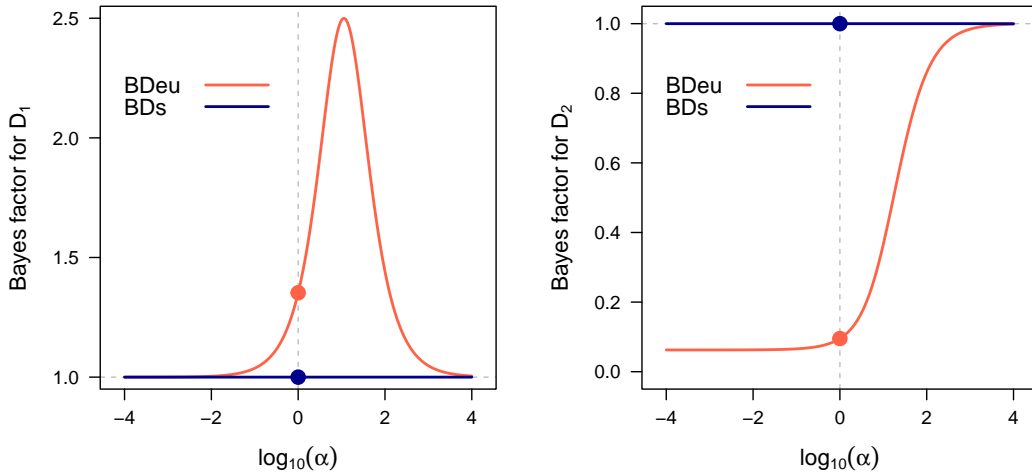 Bayes factor for D1
2.5
2.0
1.5
1.0
BDeu
BDs
−4
−2
0
2
4
log10(α)
Bayes factor for D2
1.0
0.8
0.6
0.4
0.2
0.0
BDeu
BDs
−4
−2
0
2
4
log10(α)